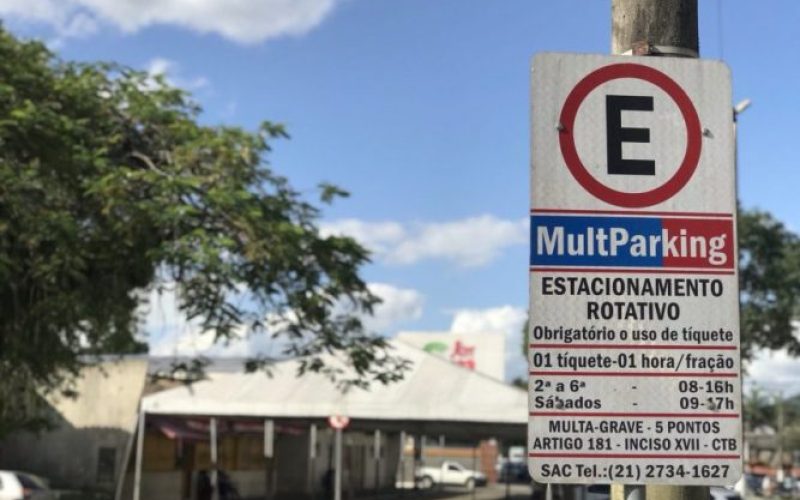 E
MultParking
ESTACIONAMENTO
ROTATIVO
Obrigatório o uso de tíquete
01 tíquete-01 hora/fração
2ª a 6ª - 08-16h
Sábados - 09-17h
MULTA-GRAVE - 5 PONTOS
ARTIGO 181 - INCISO XVII - CTB
SAC Tel.:(21) 2734-1627